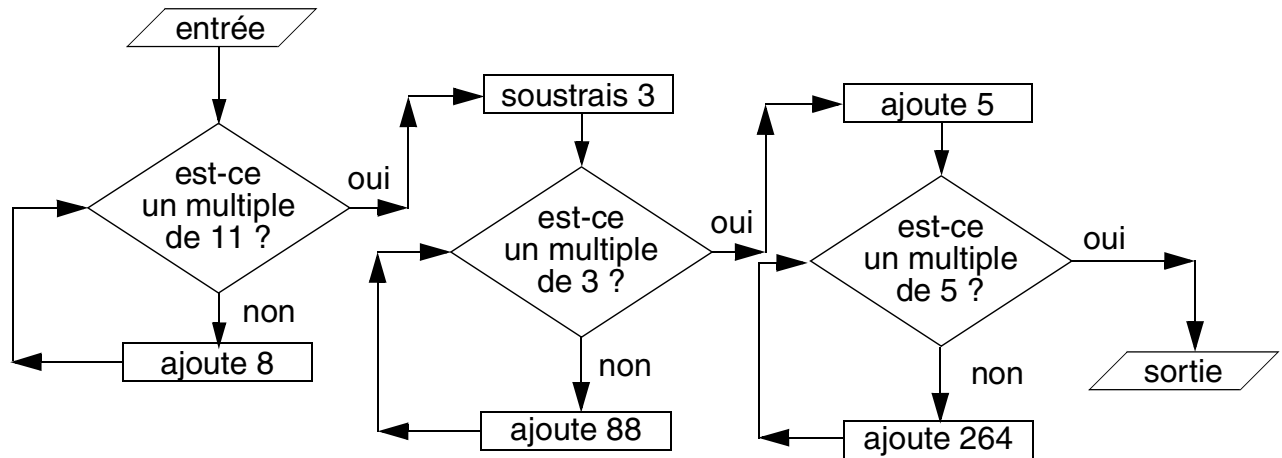 entrée
est-ce
un multiple
de 11 ?
oui
non
ajoute 8
soustrais 3
est-ce
un multiple
de 3 ?
oui
non
ajoute 88
ajoute 5
est-ce
un multiple
de 5 ?
oui
non
ajoute 264
sortie